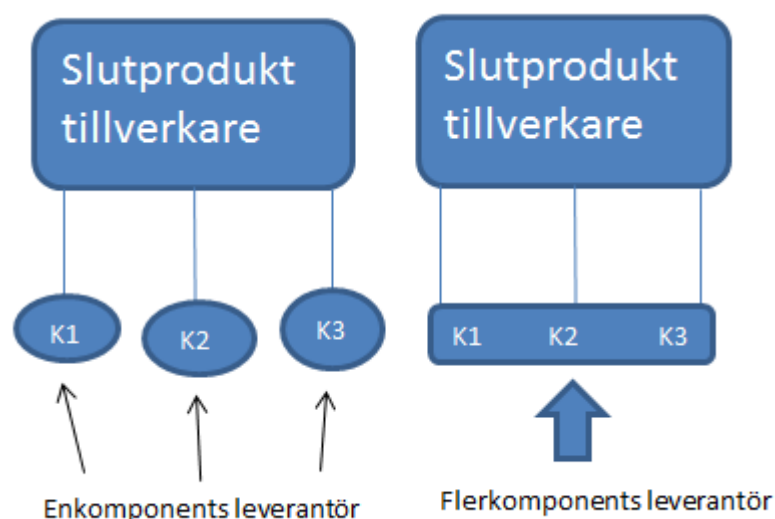 Slutprodukt
tillverkare
K1
K2
K3
Enkomponents leverantör
Slutprodukt
tillverkare
K1 K2 K3
Flerkomponents leverantör